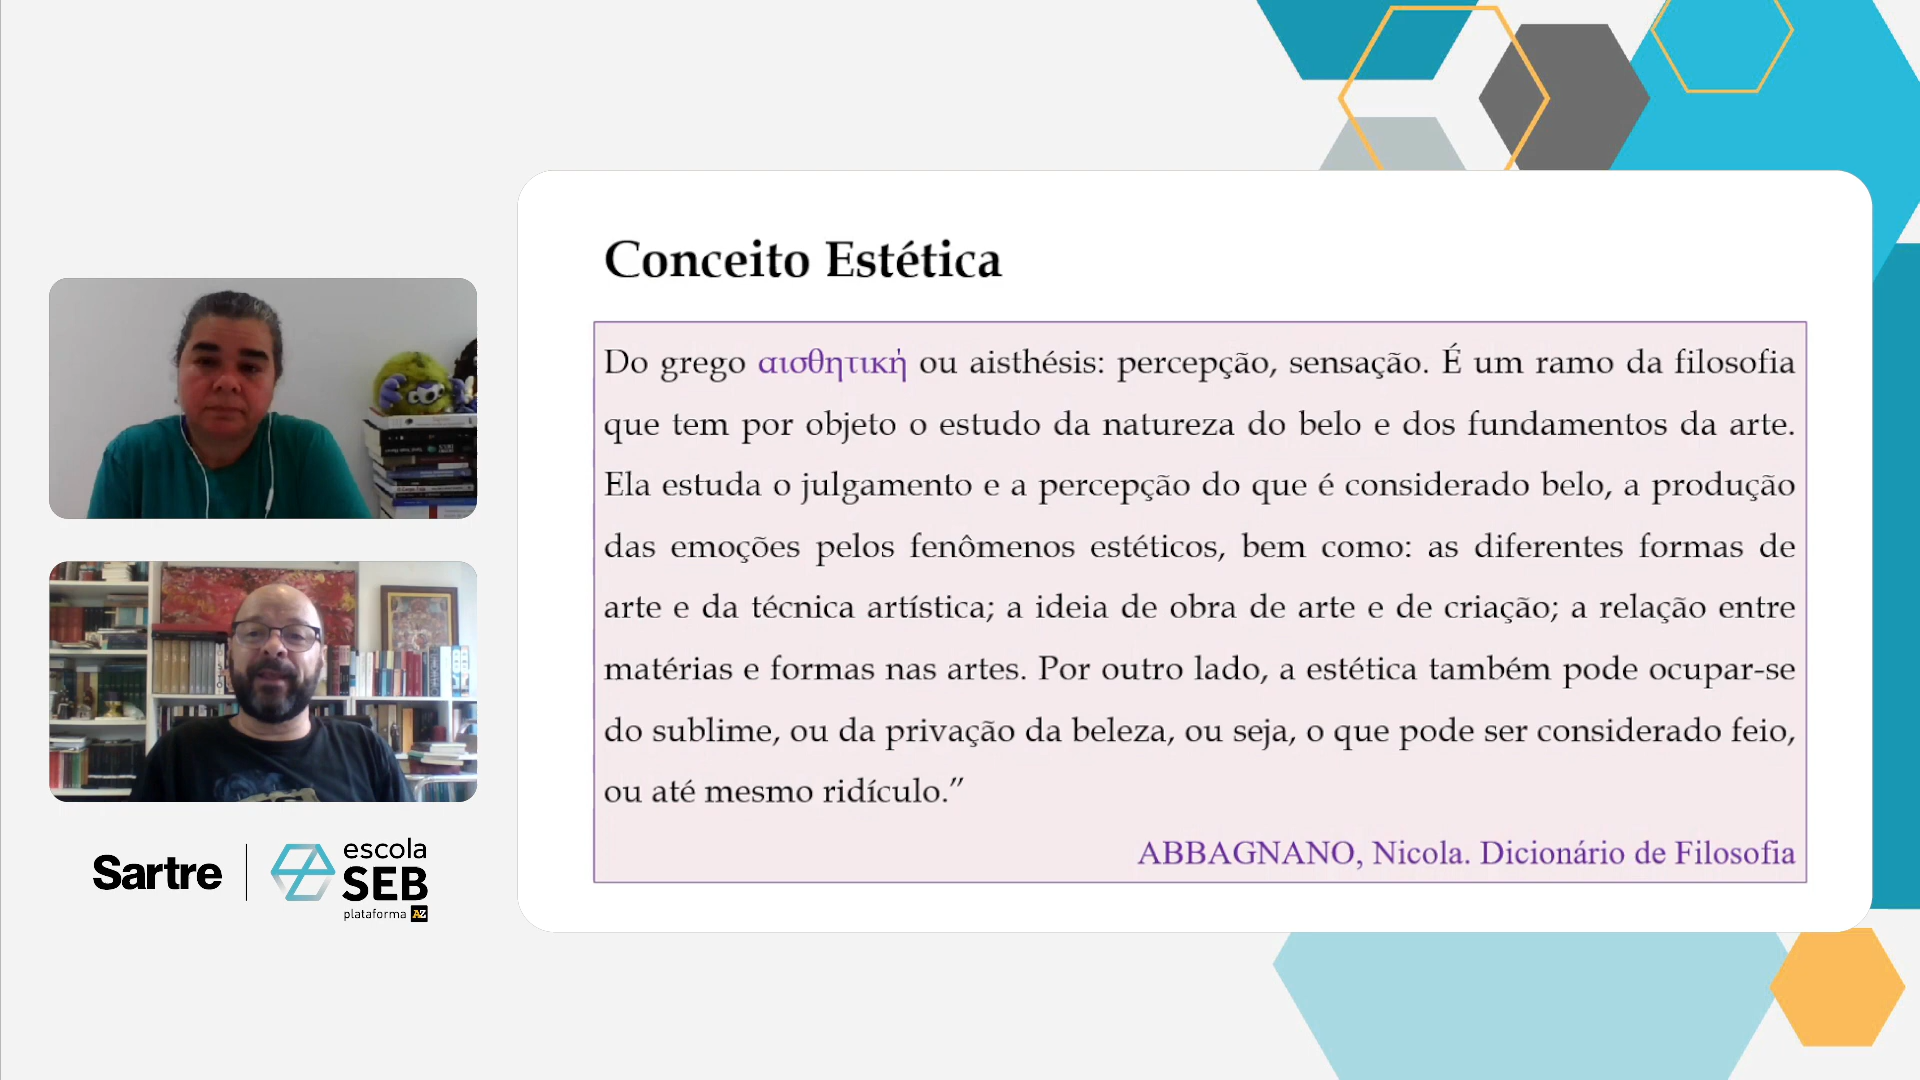 Conceito Estética
Do grego αισθητική ou aisthésis: percepção, sensação. É um ramo da filosofia
que tem por objeto o estudo da natureza do belo e dos fundamentos da arte.
Ela estuda o julgamento e a percepção do que é considerado belo, a produção
das emoções pelos fenômenos estéticos, bem como: as diferentes formas de
arte e da técnica artística; a ideia de obra de arte e de criação; a relação entre
matérias e formas nas artes. Por outro lado, a estética também pode ocupar-se
do sublime, ou da privação da beleza, ou seja, o que pode ser considerado feio,
ou até mesmo ridículo.”
ABBAGNANO, Nicola. Dicionário de Filosofia
Sartre
escola
SEB
plataforma AZ